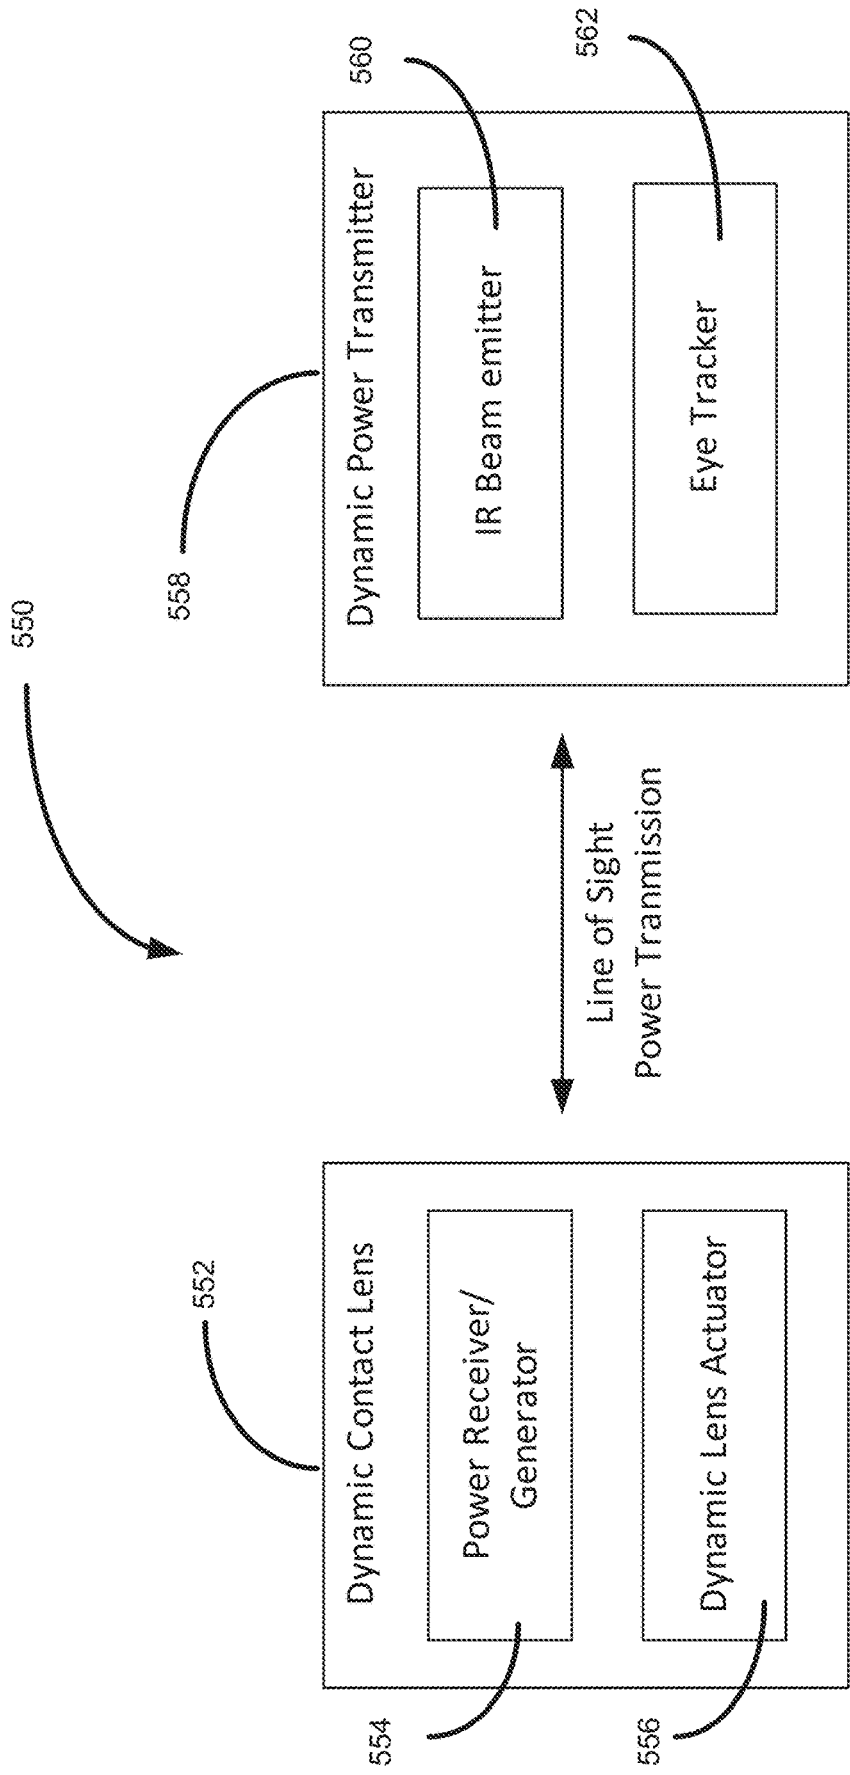 550
552
Dynamic Contact Lens
554
Power Receiver/
Generator
556
Dynamic Lens Actuator
Line of Sight
Power Tranmission
558
Dynamic Power Transmitter
560
IR Beam emitter
562
Eye Tracker